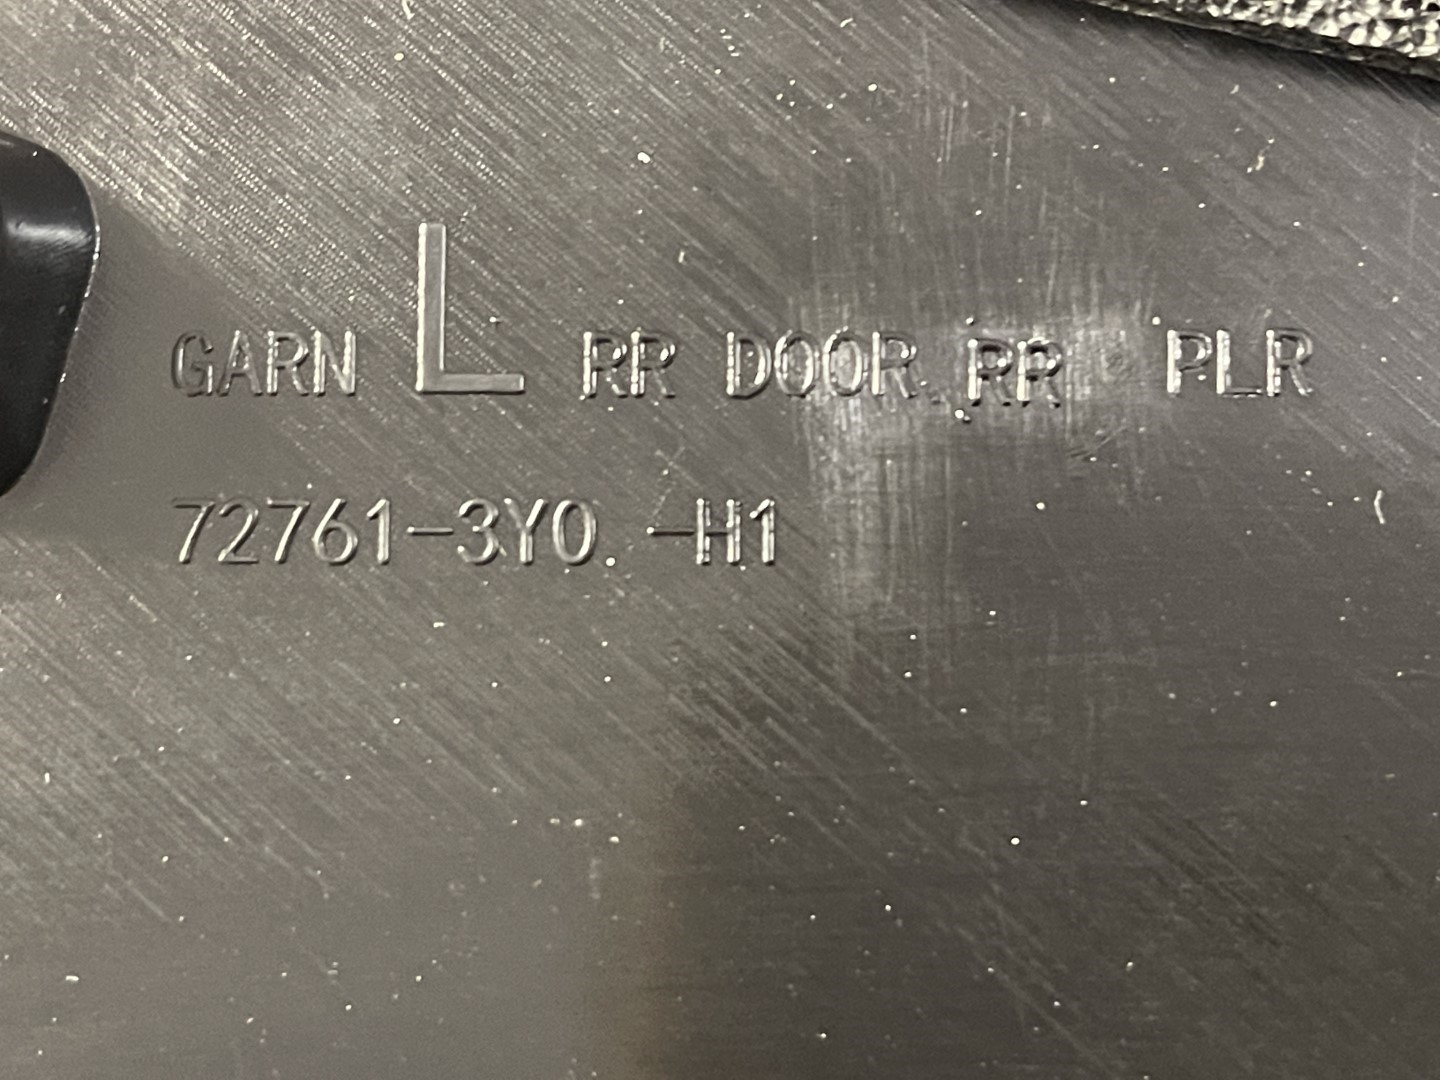 GARN L RR DOOR. RR PLR
72761-3Y0. -H1